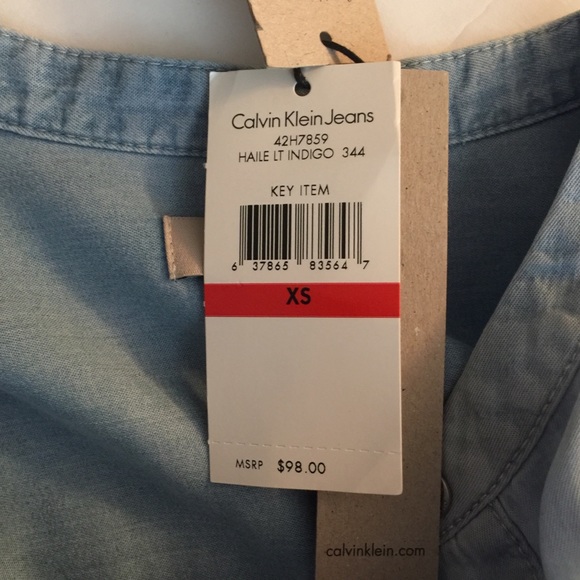 Calvin Klein Jeans
42H7859
HAILE LT INDIGO 344
KEY ITEM
6 37865 83564 7
XS
MSRP $98.00
calvinklein.com